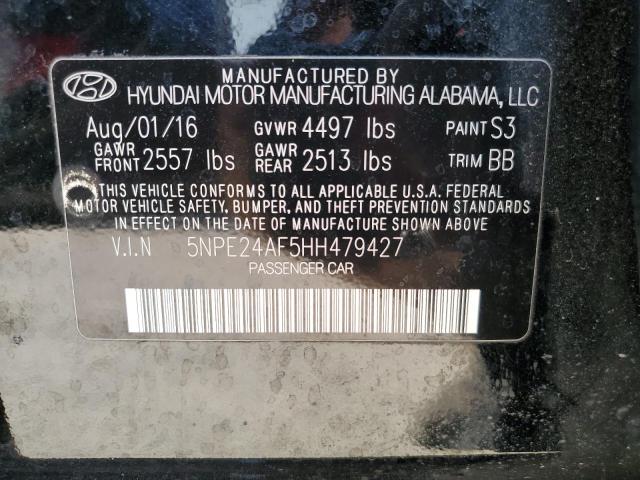 MANUFACTURED BY
HYUNDAI MOTOR MANUFACTURING ALABAMA, LLC
Aug/01/16 GVWR 4497 lbs PAINT S3
GAWR FRONT 2557 lbs GAWR REAR 2513 lbs TRIM BB
THIS VEHICLE CONFORMS TO ALL APPLICABLE U.S.A. FEDERAL
MOTOR VEHICLE SAFETY, BUMPER, AND THEFT PREVENTION STANDARDS
IN EFFECT ON THE DATE OF MANUFACTURE SHOWN ABOVE
V.I.N 5NPE24AF5HH479427
PASSENGER CAR